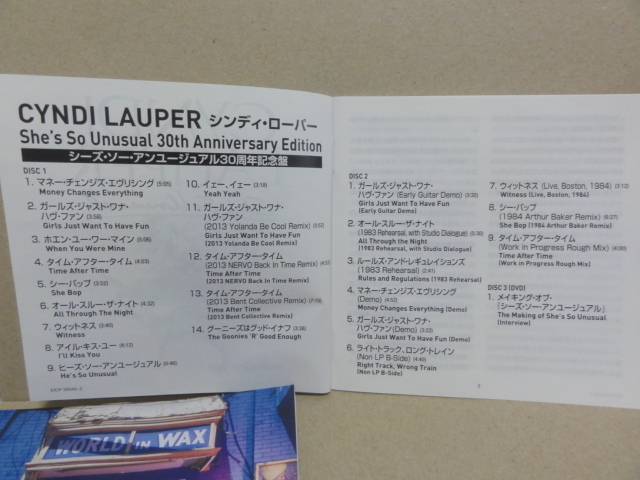 CYNDI LAUPER シンディ・ローパー
She's So Unusual 30th Anniversary Edition
シーズ・ソー・アンユージュアル30周年記念盤
DISC 1
1. マネー・チェンジズ・エヴリシング (5:05)
Money Changes Everything
2. ガールズ・ジャスト・ワナ・
ハヴ・ファン (3:58)
Girls Just Want To Have Fun
3. ホエン・ユー・ワー・マイン (5:06)
When You Were Mine
4. タイム・アフター・タイム (4:03)
Time After Time
5. シー・バップ (3:52)
She Bop
6. オール・スルー・ザ・ナイト (4:32)
All Through The Night
7. ウィットネス (3:40)
Witness
8. アイル・キス・ユー (4:12)
I'll Kiss You
9. ヒーズ・ソー・アンユージュアル (0:46)
He's So Unusual
10. イェー、イェー (3:18)
Yeah Yeah
11. ガールズ・ジャスト・ワナ・
ハヴ・ファン
(2013 Yolanda Be Cool Remix)
Girls Just Want To Have Fun
(2013 Yolanda Be Cool Remix)
12. タイム・アフター・タイム
(2013 NERVO Back In Time Remix)
Time After Time
(2013 NERVO Back In Time Remix)
13. タイム・アフター・タイム
(2013 Bent Collective Remix)
Time After Time
(2013 Bent Collective Remix)
14. グーニーズはグッド・イナフ (3:38)
The Goonies 'R' Good Enough
DISC 2
1. ガールズ・ジャスト・ワナ・
ハヴ・ファン (Early Guitar Demo) (3:32)
Girls Just Want To Have Fun
(Early Guitar Demo)
2. オール・スルー・ザ・ナイト
(1983 Rehearsal, with Studio Dialogue) (5:30)
All Through the Night
(1983 Rehearsal, with Studio Dialogue)
3. ルールズ・アンド・レギュレイションズ
(1983 Rehearsal) (2:41)
Rules and Regulations (1983 Rehearsal)
4. マネー・チェンジズ・エヴリシング
(Demo) (4:52)
Money Changes Everything (Demo)
5. ガールズ・ジャスト・ワナ・
ハヴ・ファン(Demo) (3:22)
Girls Just Want To Have Fun (Demo)
6. ライト・トラック、ロング・トレイン
(Non LP B-Side) (4:40)
Right Track, Wrong Train
(Non LP B-Side)
7. ウィットネス (Live, Boston, 1984) (3:12)
Witness (Live, Boston, 1984)
8. シー・バップ
(1984 Arthur Baker Remix) (6:27)
She Bop (1984 Arthur Baker Remix)
9. タイム・アフター・タイム
(Work in Progress Rough Mix) (4:00)
Time After Time
(Work in Progress Rough Mix)
DISC 3 (DVD)
1. メイキング・オブ・
「シーズ・ソー・アンユージュアル」
The Making of She's So Unusual
(Interview)
WORLD IN WAX